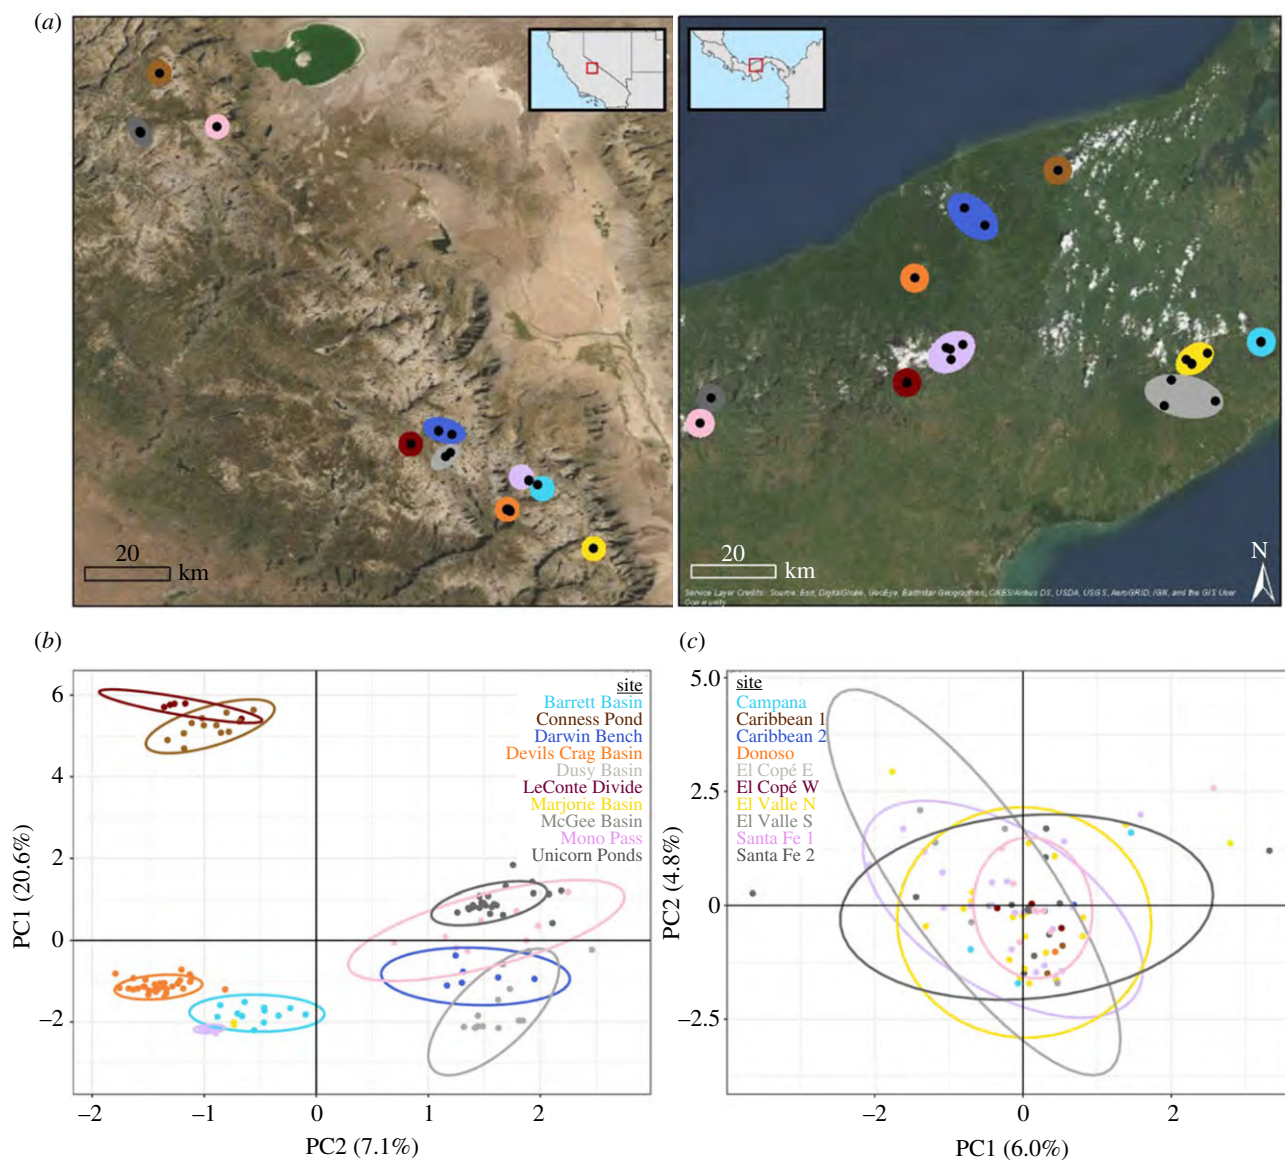 (a)
20
km
20
km
N
Service Layer Credits: Source: Esri, DigitalGlobe, GeoEye, Earthstar Geographics, CNES/Airbus DS, USDA, USGS, AeroGRID, IGN, and the GIS User
Community
(b)
(c)
6
4
2
0
–2
PC1 (20.6%)
–2
–1
0
1
2
PC2 (7.1%)
site
Barrett Basin
Conness Pond
Darwin Bench
Devils Crag Basin
Dusy Basin
LeConte Divide
Marjorie Basin
McGee Basin
Mono Pass
Unicorn Ponds
5.0
2.5
0
–2.5
PC2 (4.8%)
–2
0
2
PC1 (6.0%)
site
Campana
Caribbean 1
Caribbean 2
Donoso
El Copé E
El Copé W
El Valle N
El Valle S
Santa Fe 1
Santa Fe 2